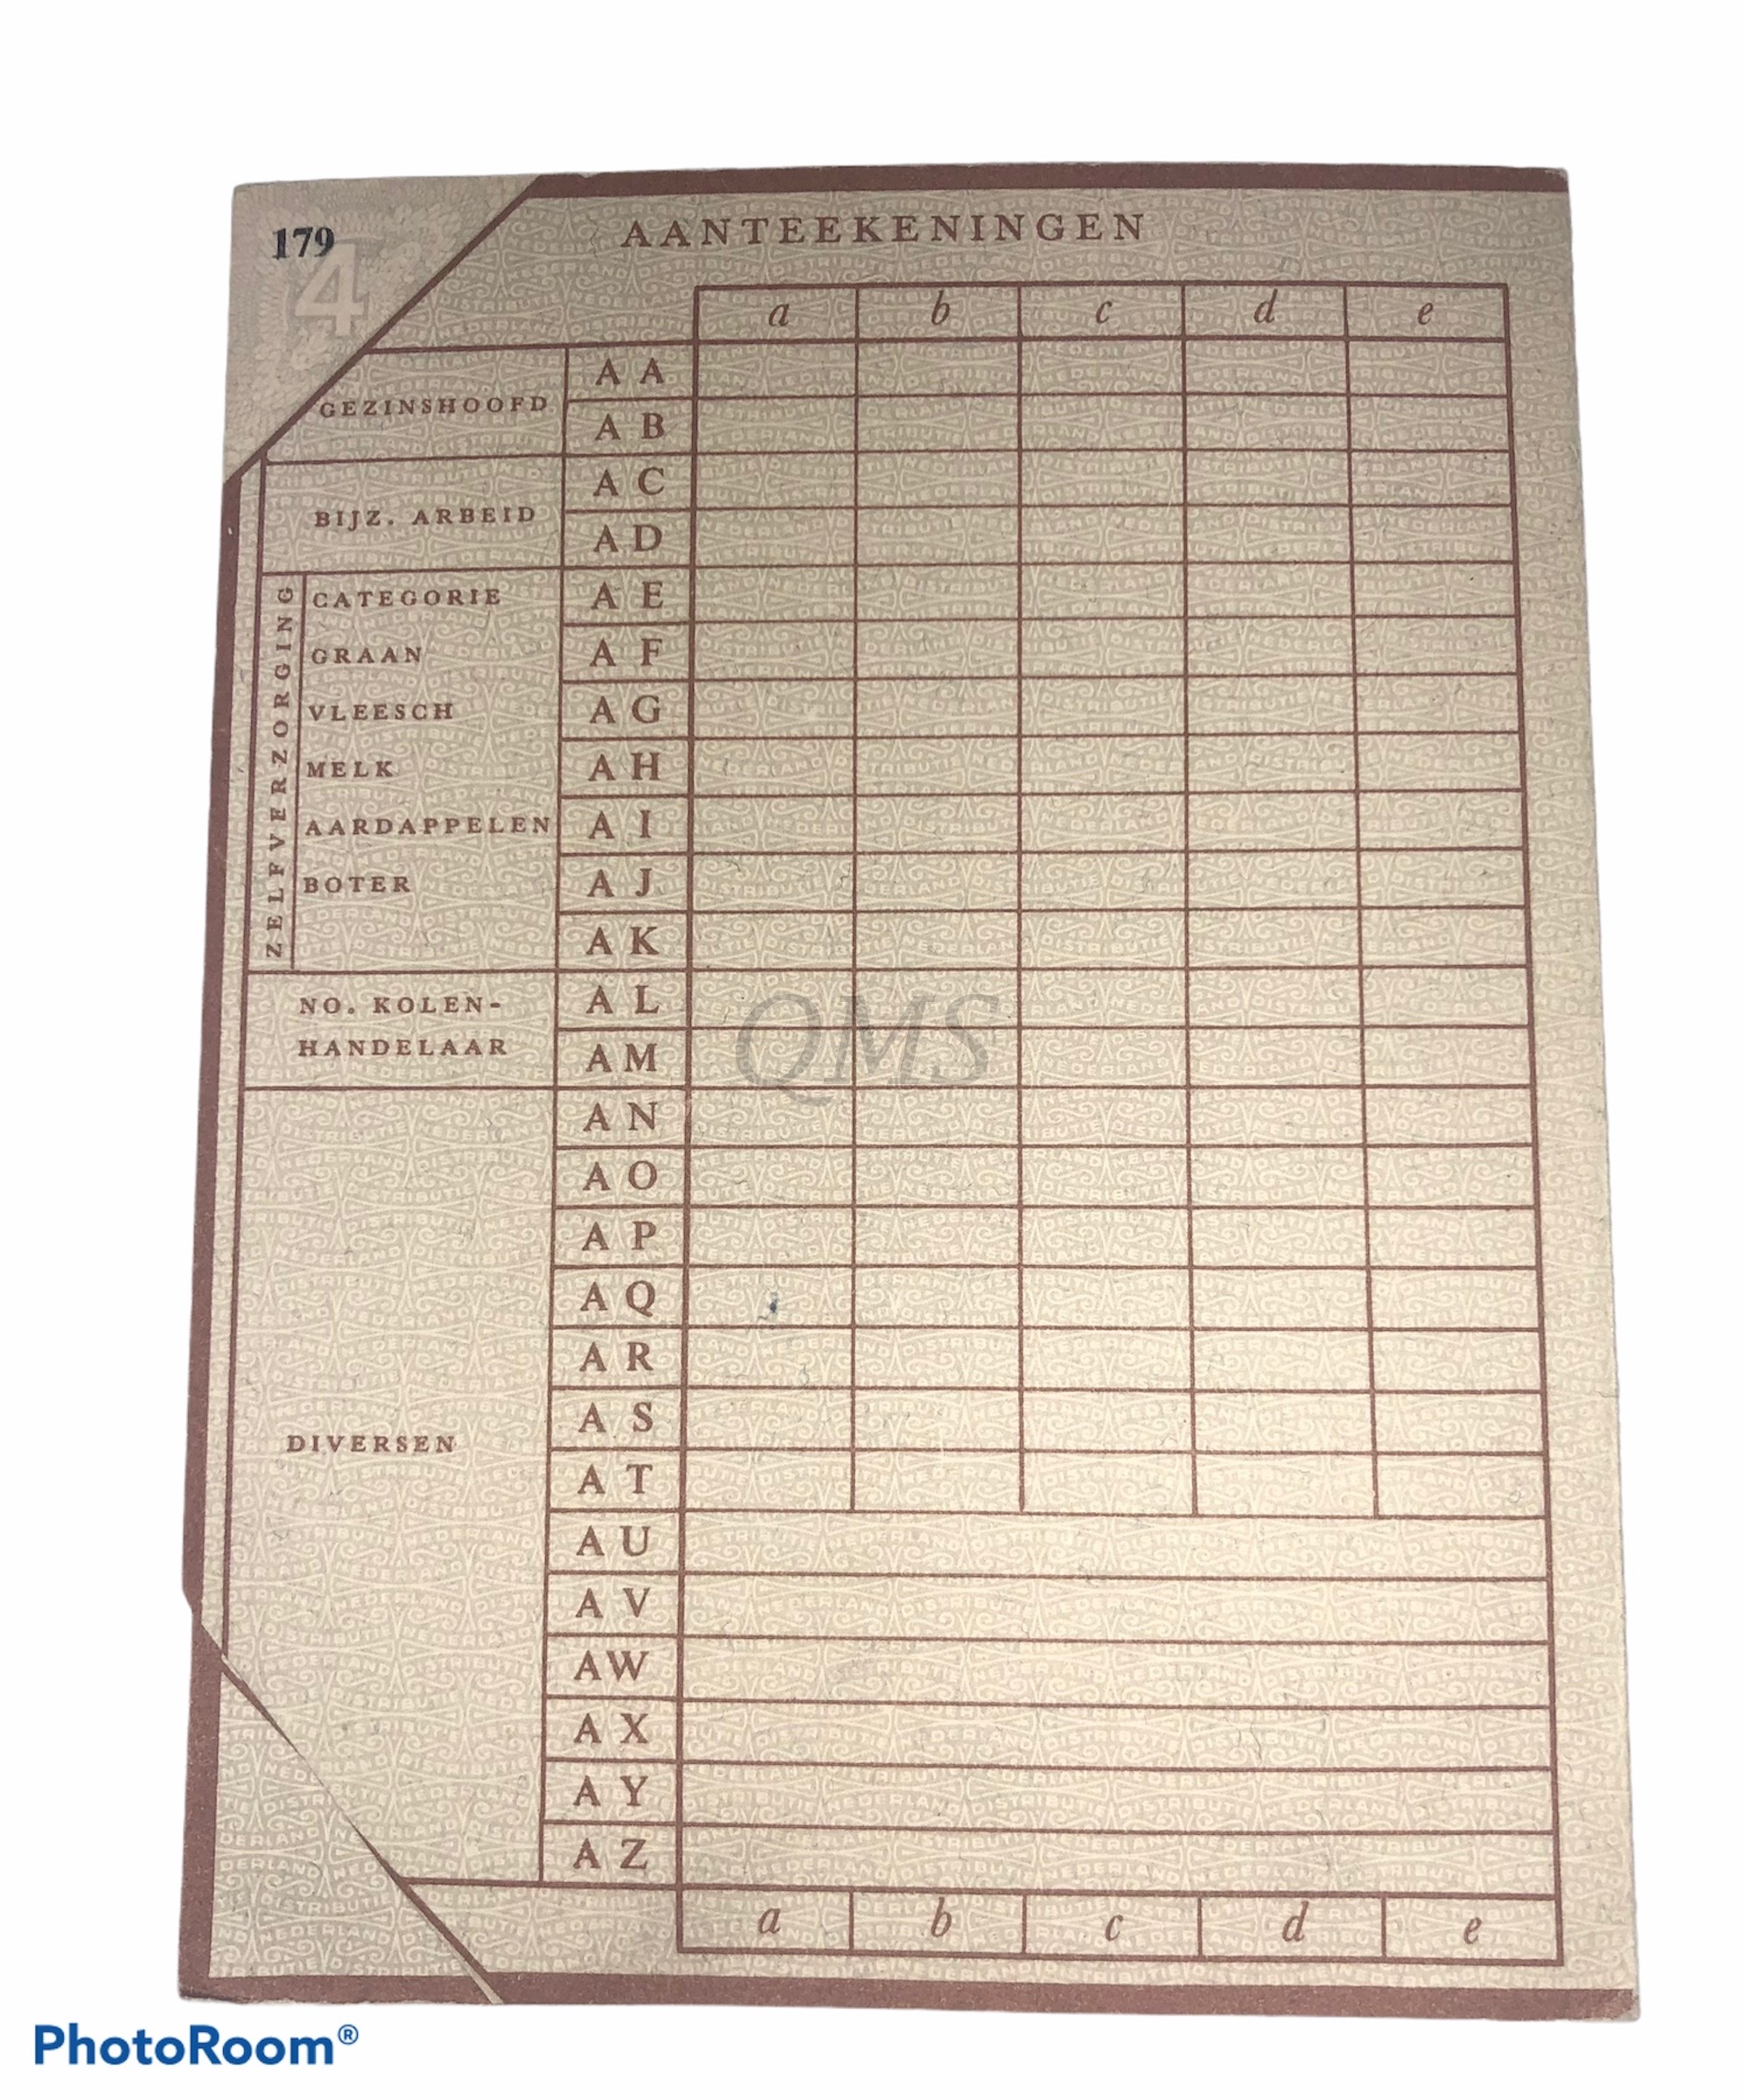 179
4
AANTEEKENINGEN
a b c d e
GEZINSHOOFD
A A
A B
BIJZ. ARBEID
A C
A D
ZELFVERZORGING
CATEGORIE A E
GRAAN A F
VLEESCH A G
MELK A H
AARDAPPELEN A I
BOTER A J
A K
NO. KOLEN- A L
HANDELAAR A M
QMS
DIVERSEN
A N
A O
A P
A Q
A R
A S
A T
A U
A V
A W
A X
A Y
A Z
a b c d e
PhotoRoom®